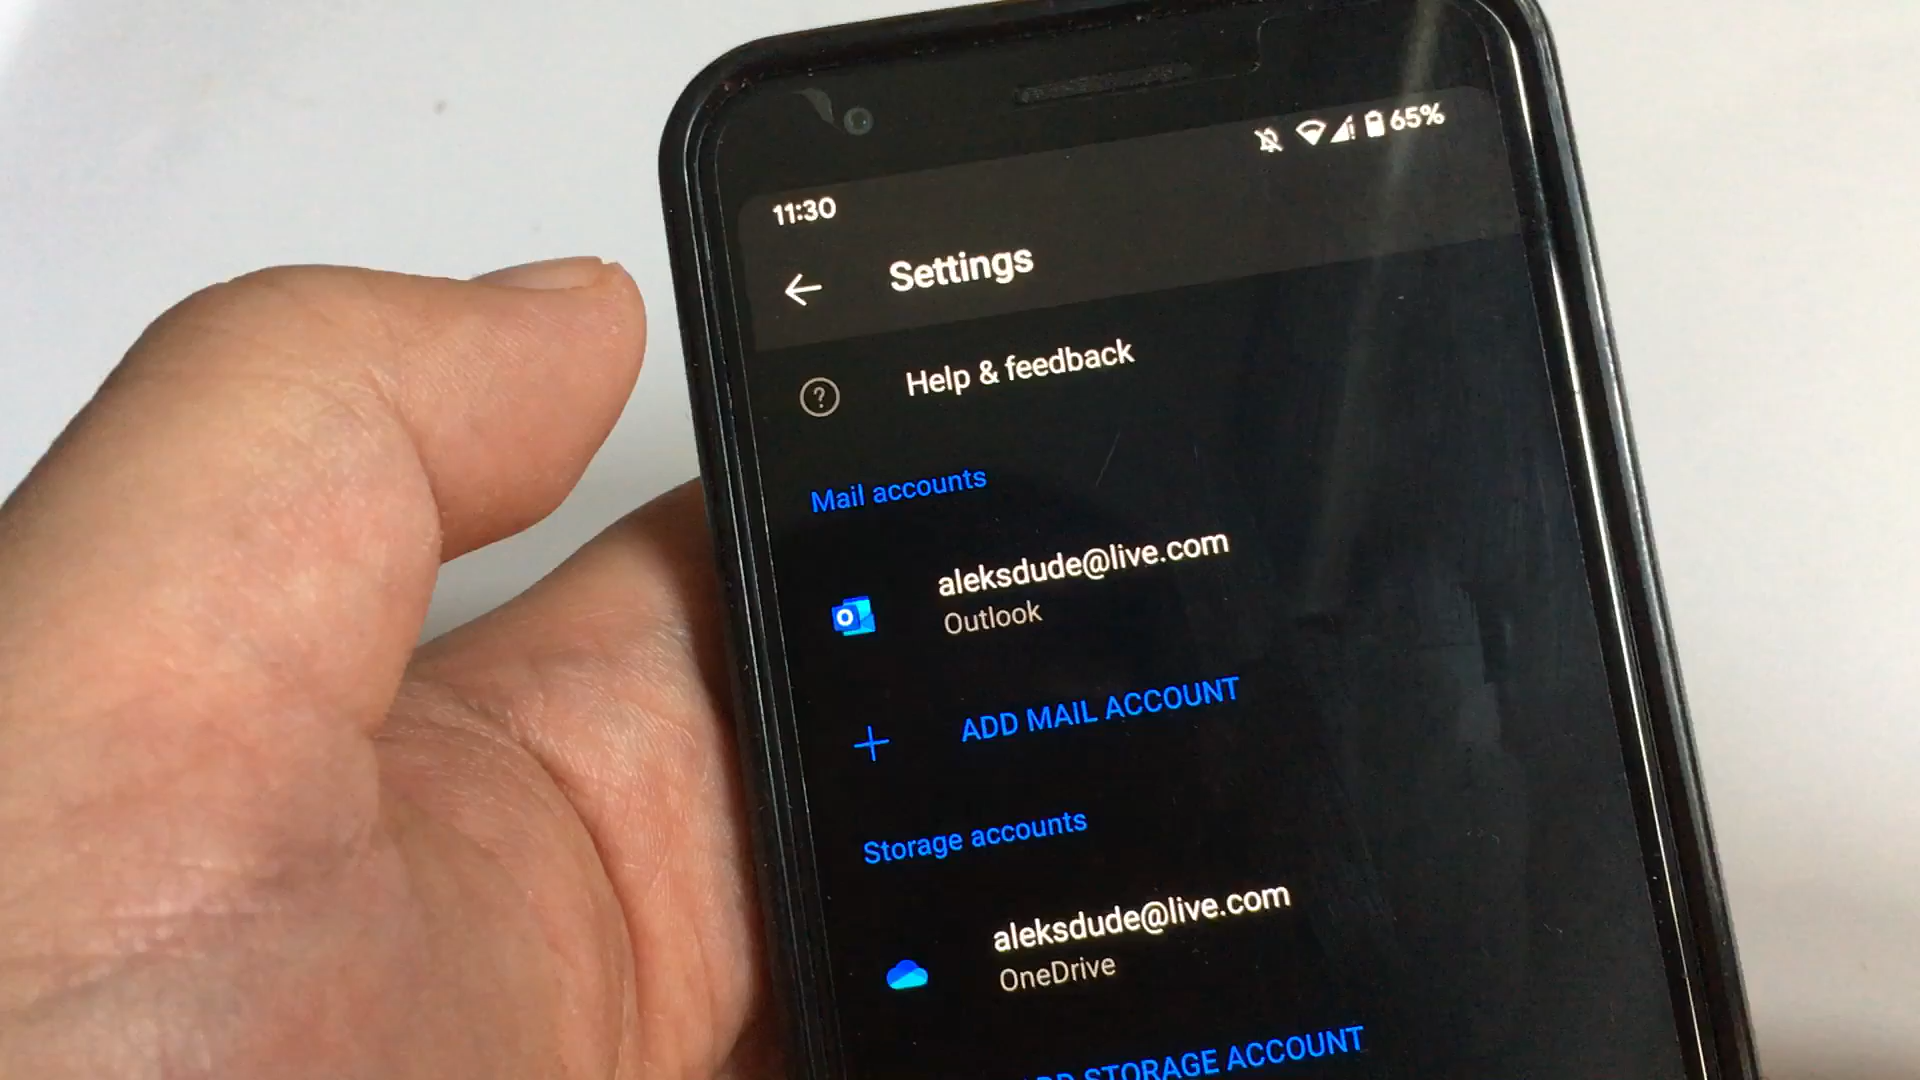 65%
11:30
Settings
Help & feedback
Mail accounts
aleksdude@live.com
Outlook
ADD MAIL ACCOUNT
Storage accounts
aleksdude@live.com
OneDrive
STORAGE ACCOUNT